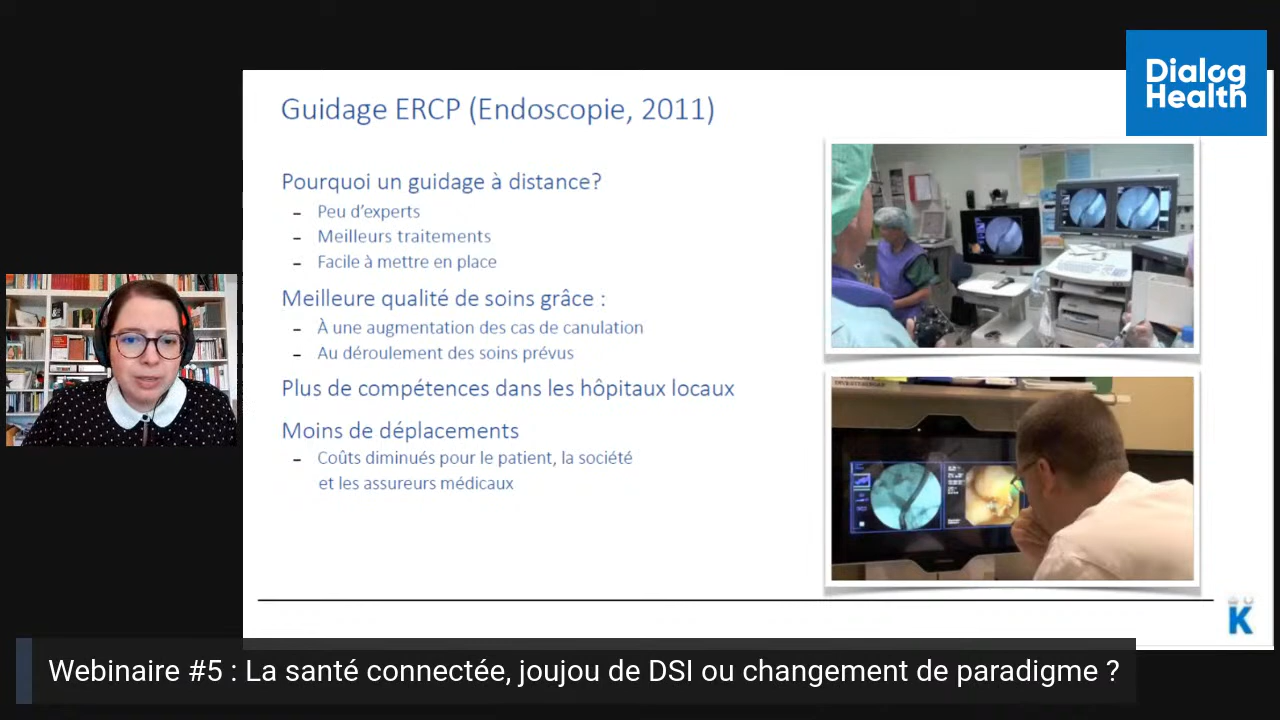 Dialog
Health
Guidage ERCP (Endoscopie, 2011)
Pourquoi un guidage à distance?
- Peu d'experts
- Meilleurs traitements
- Facile à mettre en place
Meilleure qualité de soins grâce :
- À une augmentation des cas de canulation
- Au déroulement des soins prévus
Plus de compétences dans les hôpitaux locaux
Moins de déplacements
- Coûts diminués pour le patient, la société
et les assureurs médicaux
K
Webinaire #5 : La santé connectée, joujou de DSI ou changement de paradigme ?